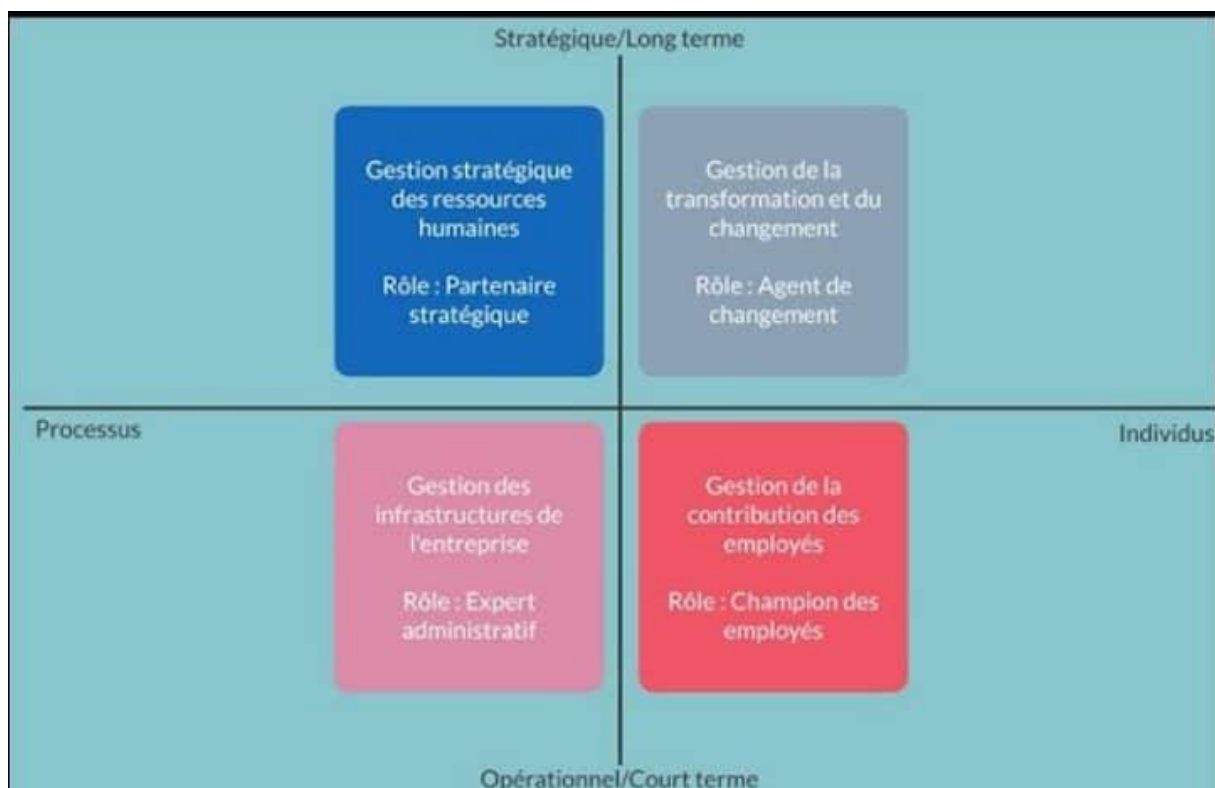 Stratégique/Long terme
Gestion stratégique
des ressources
humaines
Rôle : Partenaire
stratégique
Gestion de la
transformation et du
changement
Rôle : Agent de
changement
Processus
Individus
Gestion des
infrastructures de
l'entreprise
Rôle : Expert
administratif
Gestion de la
contribution des
employés
Rôle : Champion des
employés
Opérationnel/Court terme